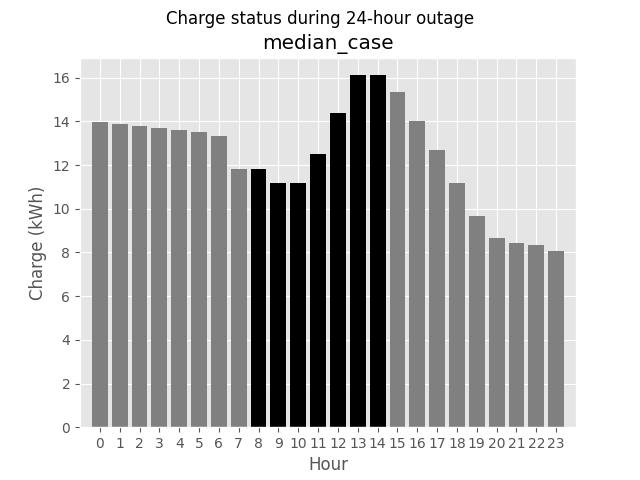 Charge status during 24-hour outage
median_case
16
14
12
10
8
6
4
2
0
Charge (kWh)
0 1 2 3 4 5 6 7 8 9 10 11 12 13 14 15 16 17 18 19 20 21 22 23
Hour